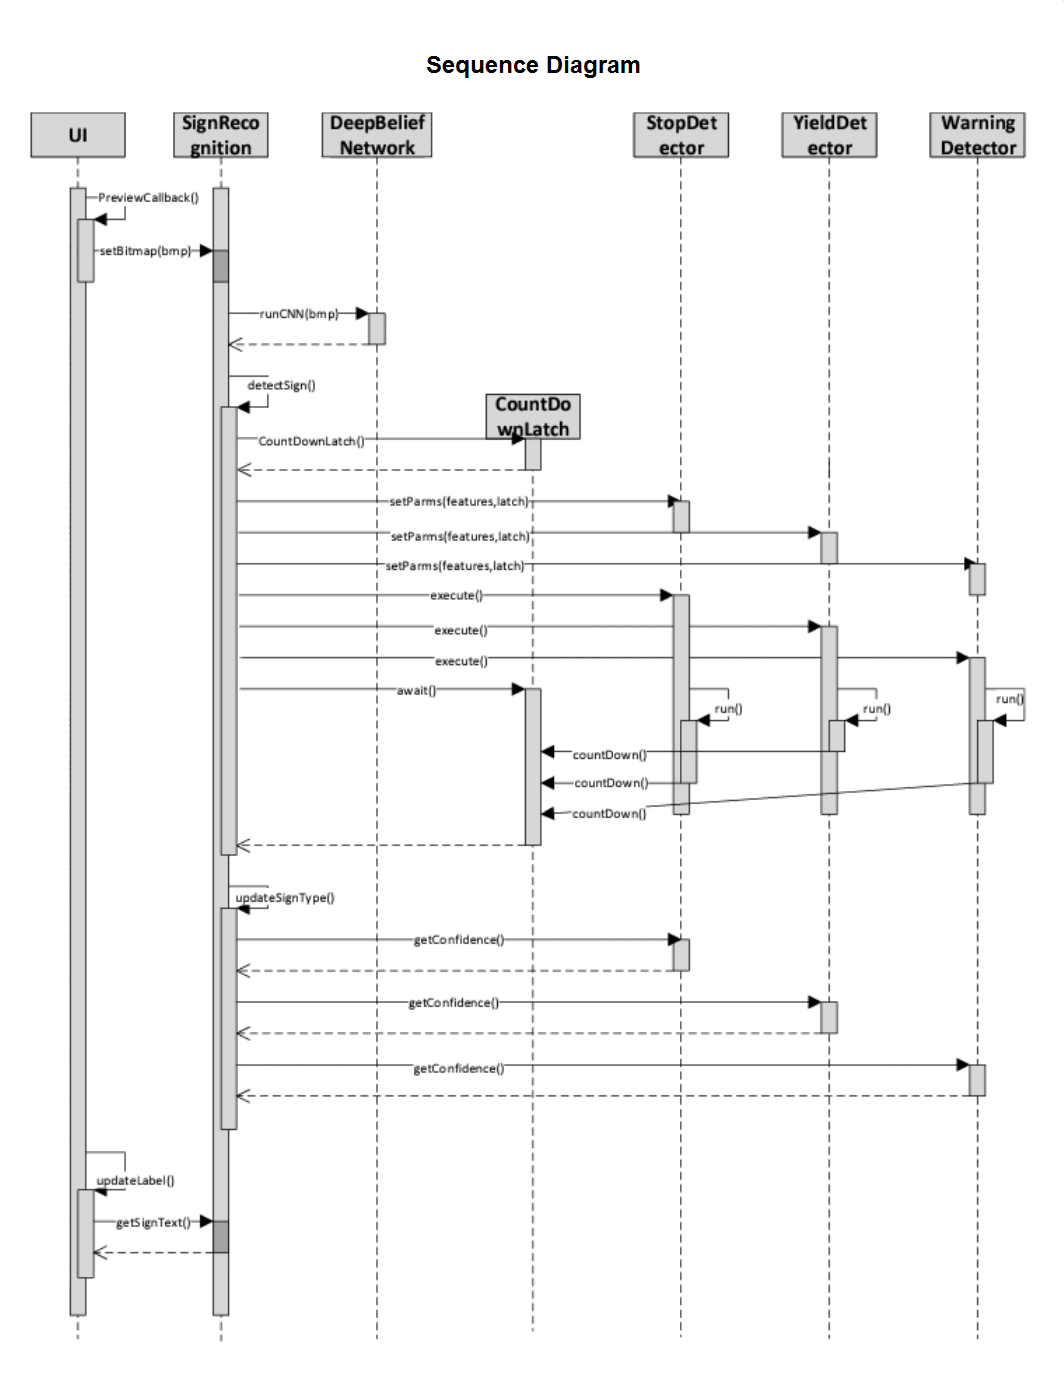 Sequence Diagram
UI
SignReco
gnition
DeepBelief
Network
StopDet
ector
YieldDet
ector
Warning
Detector
PreviewCallback()
setBitmap(bmp)
runCNN(bmp)
detectSign()
CountDo
wnLatch
CountDownLatch()
setParms(features,latch)
setParms(features,latch)
setParms(features,latch)
execute()
execute()
execute()
await()
run()
run()
run()
countDown()
countDown()
countDown()
updateSignType()
getConfidence()
getConfidence()
getConfidence()
updateLabel()
getSignText()